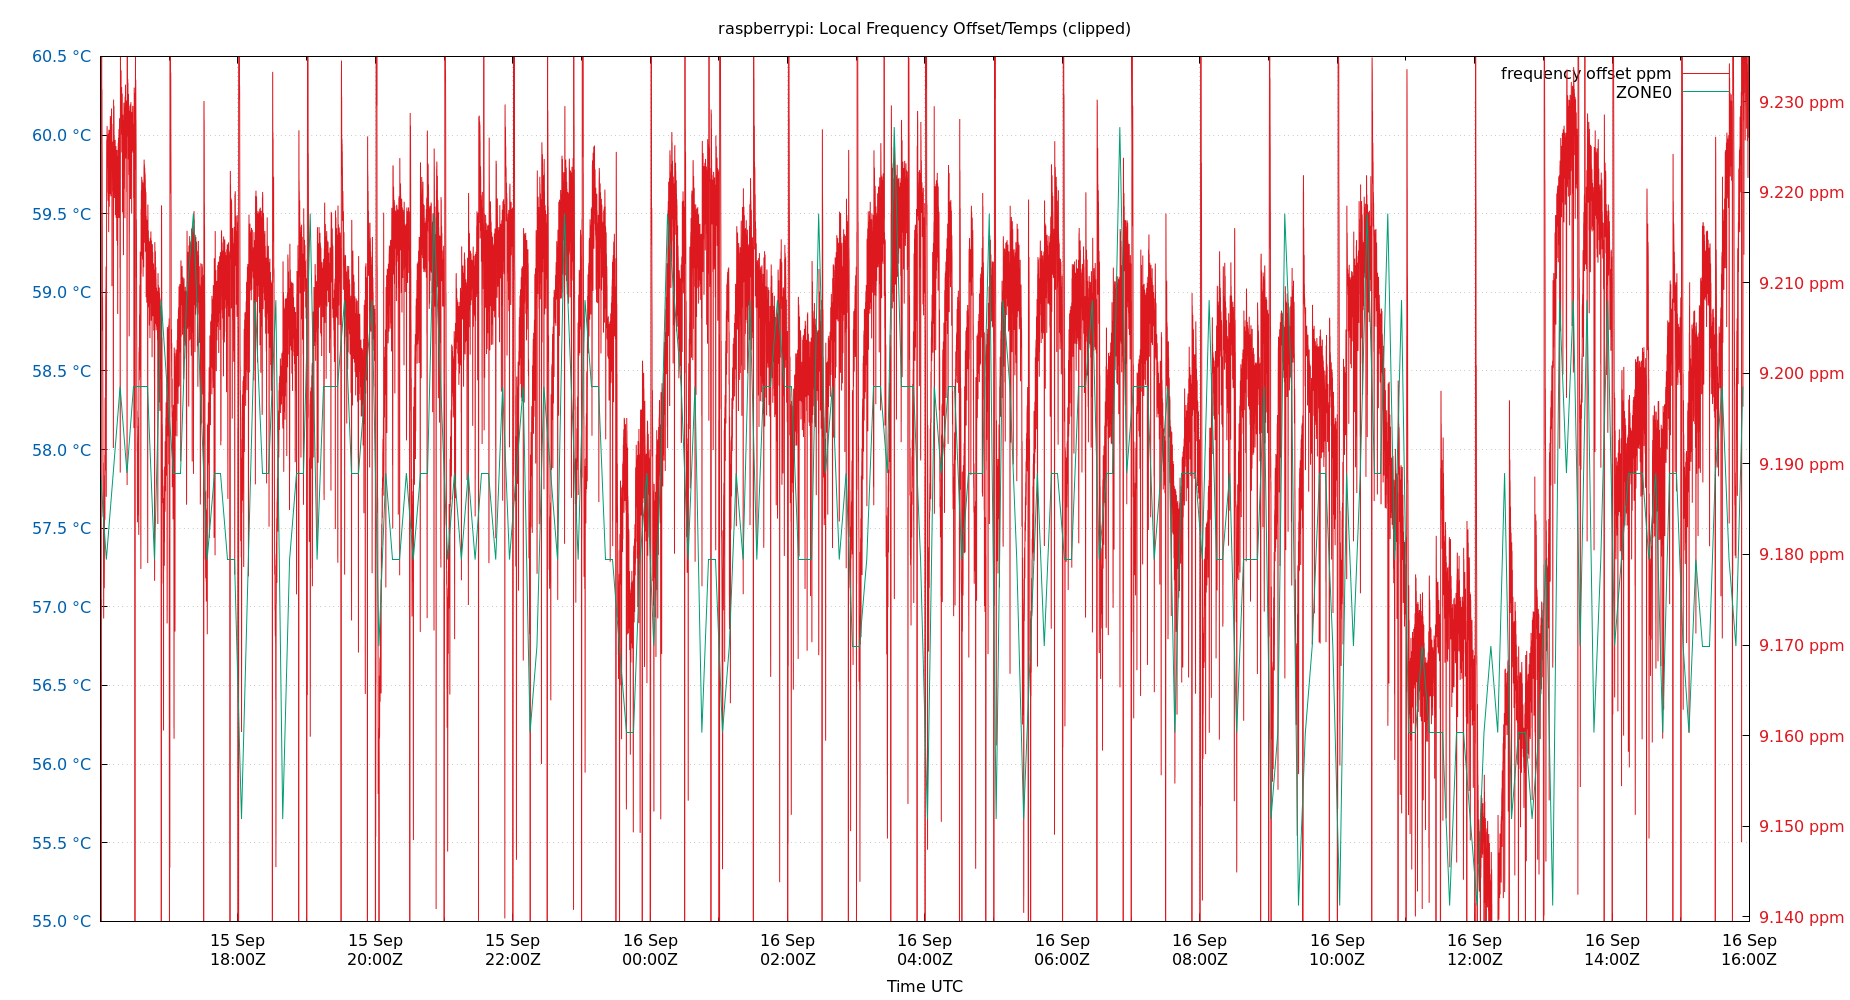 raspberrypi: Local Frequency Offset/Temps (clipped)
frequency offset ppm
ZONE0
60.5 °C
60.0 °C
59.5 °C
59.0 °C
58.5 °C
58.0 °C
57.5 °C
57.0 °C
56.5 °C
56.0 °C
55.5 °C
55.0 °C
9.230 ppm
9.220 ppm
9.210 ppm
9.200 ppm
9.190 ppm
9.180 ppm
9.170 ppm
9.160 ppm
9.150 ppm
9.140 ppm
15 Sep 15 Sep 15 Sep 16 Sep 16 Sep 16 Sep 16 Sep 16 Sep 16 Sep 16 Sep 16 Sep 16 Sep
18:00Z 20:00Z 22:00Z 00:00Z 02:00Z 04:00Z 06:00Z 08:00Z 10:00Z 12:00Z 14:00Z 16:00Z
Time UTC